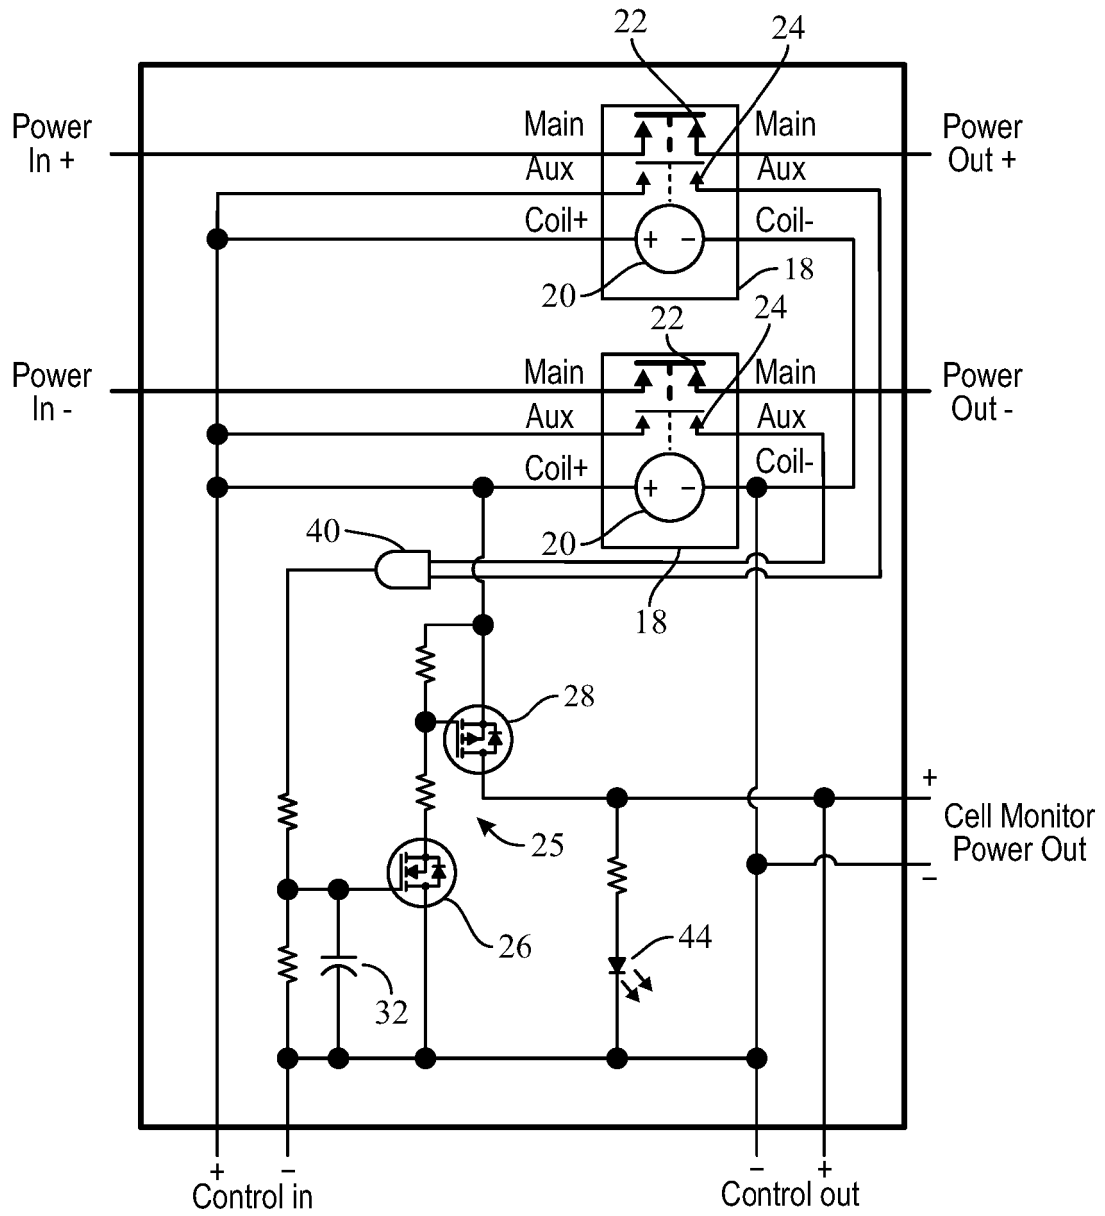 22
24
Power
In +
Main
Main
Power
Out +
Aux
Aux
Coil+
+
−
Coil-
20
18
22
24
Power
In -
Main
Main
Power
Out -
Aux
Aux
Coil+
+
−
Coil-
40
20
18
28
+
Cell Monitor
Power Out
−
25
26
44
32
+
−
Control in
−
+
Control out